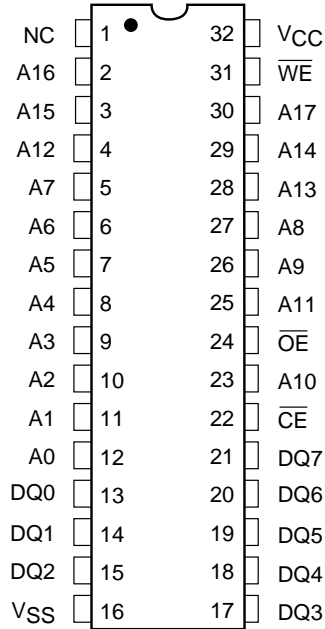 NC 1 32 VCC
A16 2 31 W̅E̅
A15 3 30 A17
A12 4 29 A14
A7 5 28 A13
A6 6 27 A8
A5 7 26 A9
A4 8 25 A11
A3 9 24 O̅E̅
A2 10 23 A10
A1 11 22 C̅E̅
A0 12 21 DQ7
DQ0 13 20 DQ6
DQ1 14 19 DQ5
DQ2 15 18 DQ4
VSS 16 17 DQ3